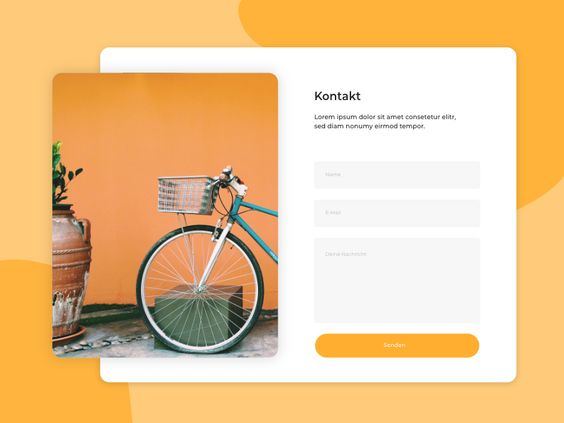 Kontakt
Lorem ipsum dolor sit amet consetetur elitr,
sed diam nonumy eirmod tempor.
Name
E-Mail
Deine Nachricht
Senden